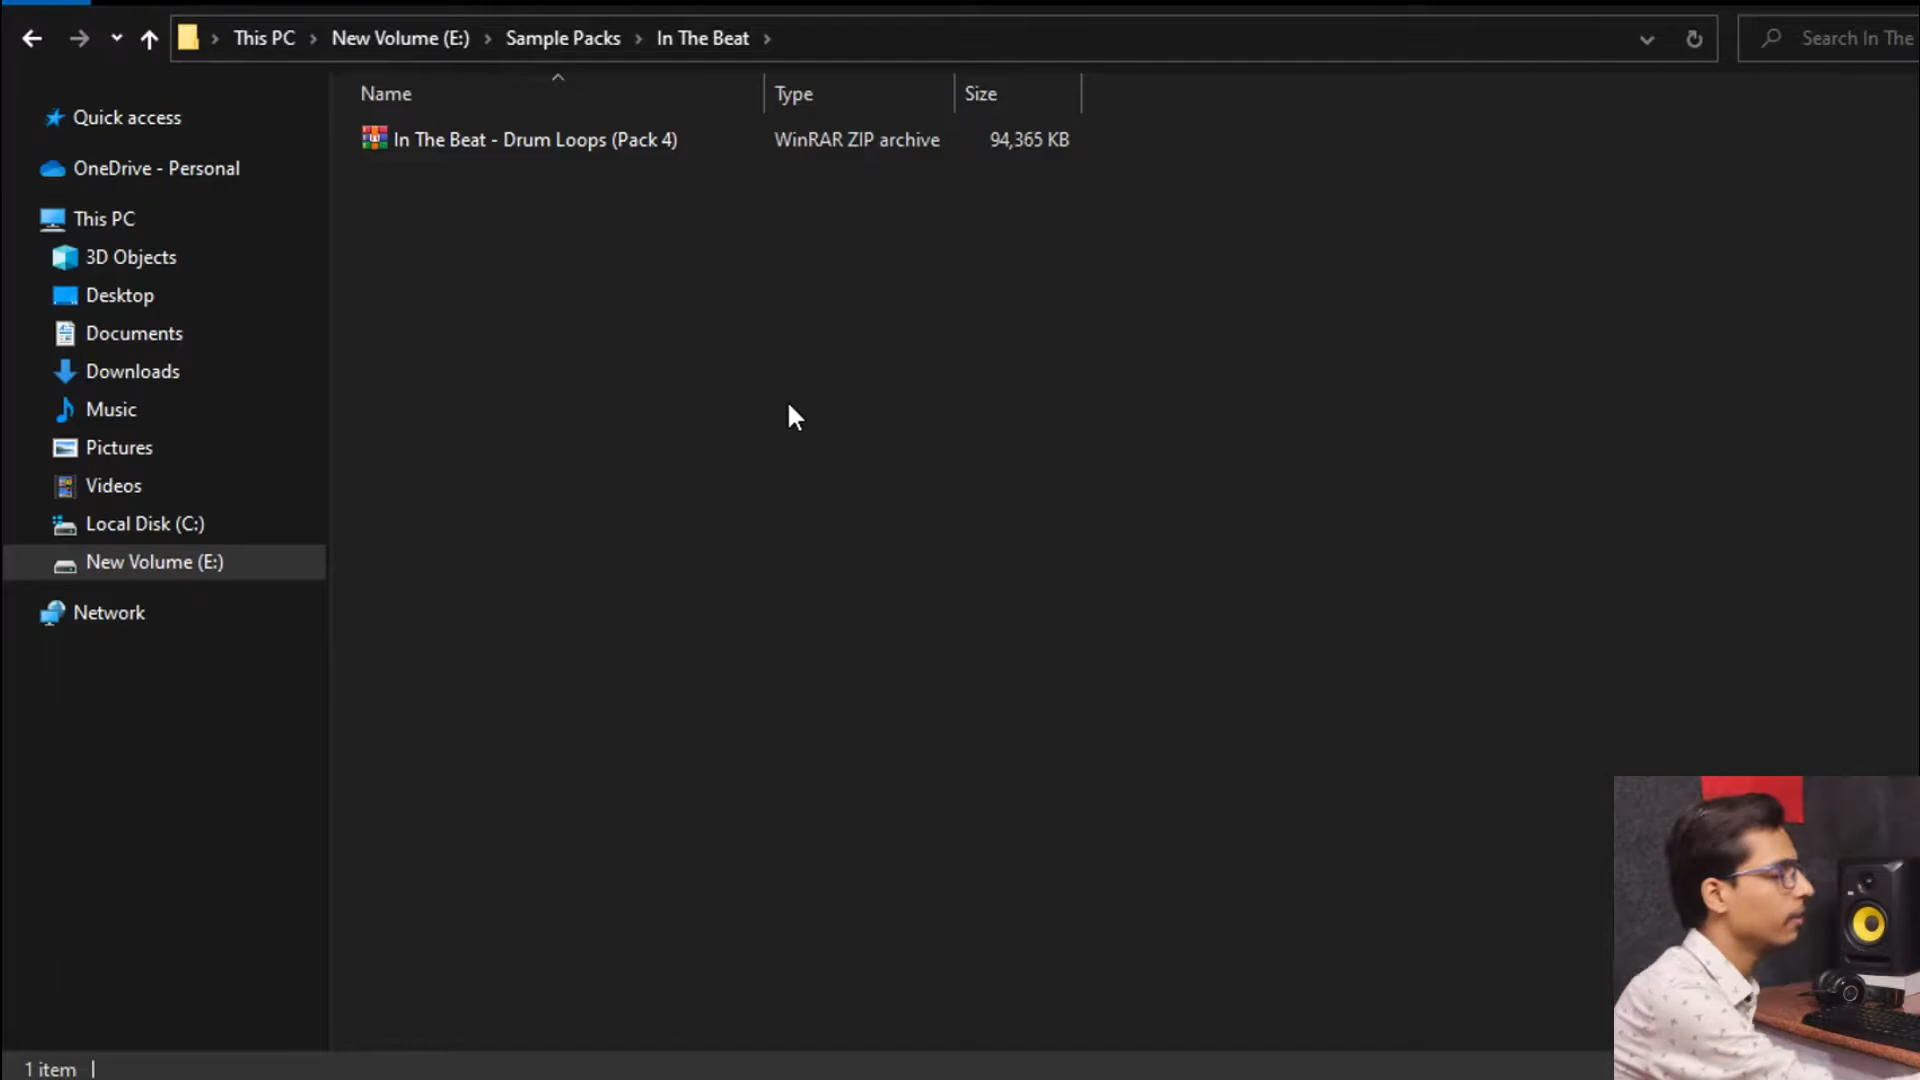 This PC > New Volume (E:) > Sample Packs > In The Beat >
Search In The
Name Type Size
In The Beat - Drum Loops (Pack 4) WinRAR ZIP archive 94,365 KB
Quick access
OneDrive - Personal
This PC
3D Objects
Desktop
Documents
Downloads
Music
Pictures
Videos
Local Disk (C:)
New Volume (E:)
Network
1 item